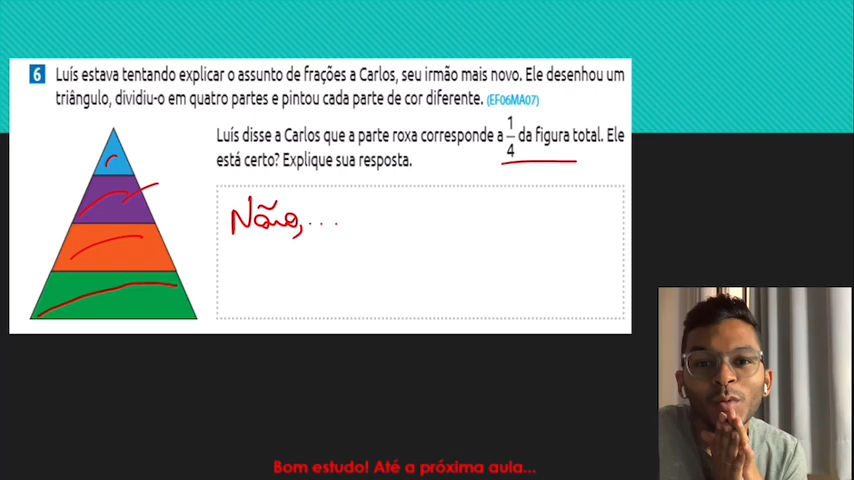 6 Luís estava tentando explicar o assunto de frações a Carlos, seu irmão mais novo. Ele desenhou um
triângulo, dividiu-o em quatro partes e pintou cada parte de cor diferente. (EF06MA07)
Luís disse a Carlos que a parte roxa corresponde a 1/4 da figura total. Ele
está certo? Explique sua resposta.
Não, ...
Bom estudo! Até a próxima aula...